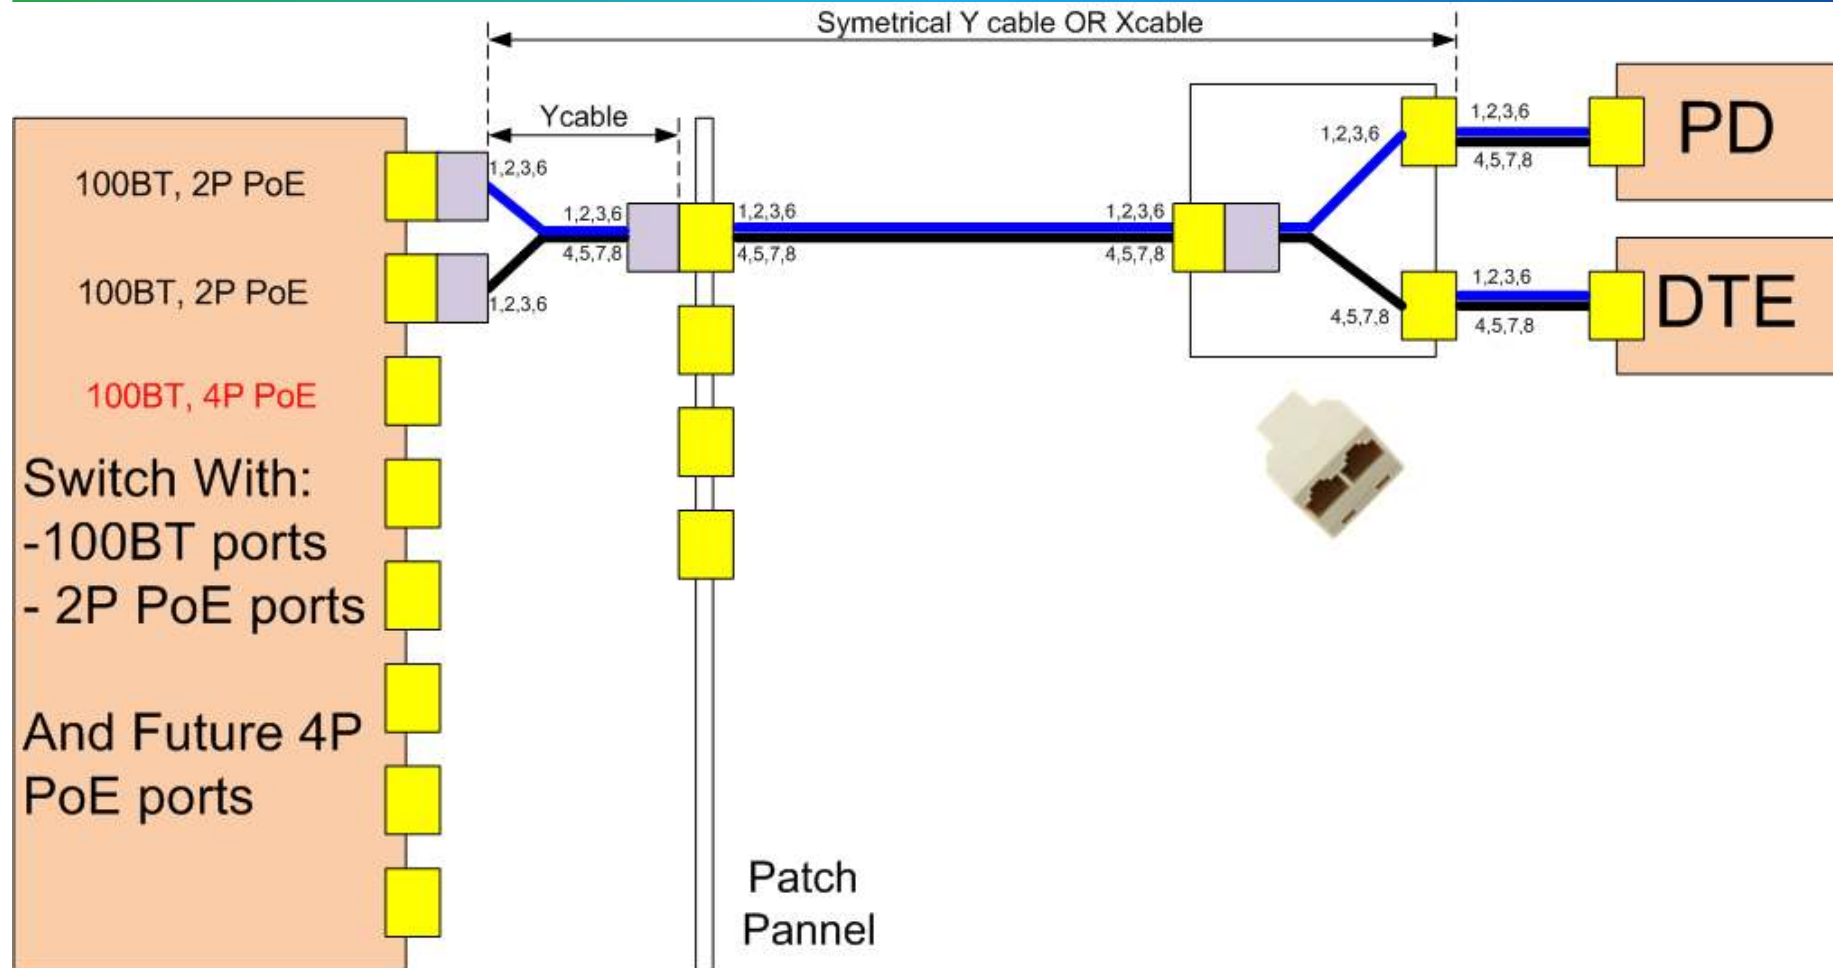 Symetrical Y cable OR Xcable
Ycable
100BT, 2P PoE
1,2,3,6
100BT, 2P PoE
1,2,3,6
1,2,3,6
4,5,7,8
1,2,3,6
4,5,7,8
1,2,3,6
4,5,7,8
1,2,3,6
4,5,7,8
1,2,3,6
4,5,7,8
PD
1,2,3,6
4,5,7,8
DTE
100BT, 4P PoE
Switch With:
-100BT ports
- 2P PoE ports
And Future 4P
PoE ports
Patch
Pannel